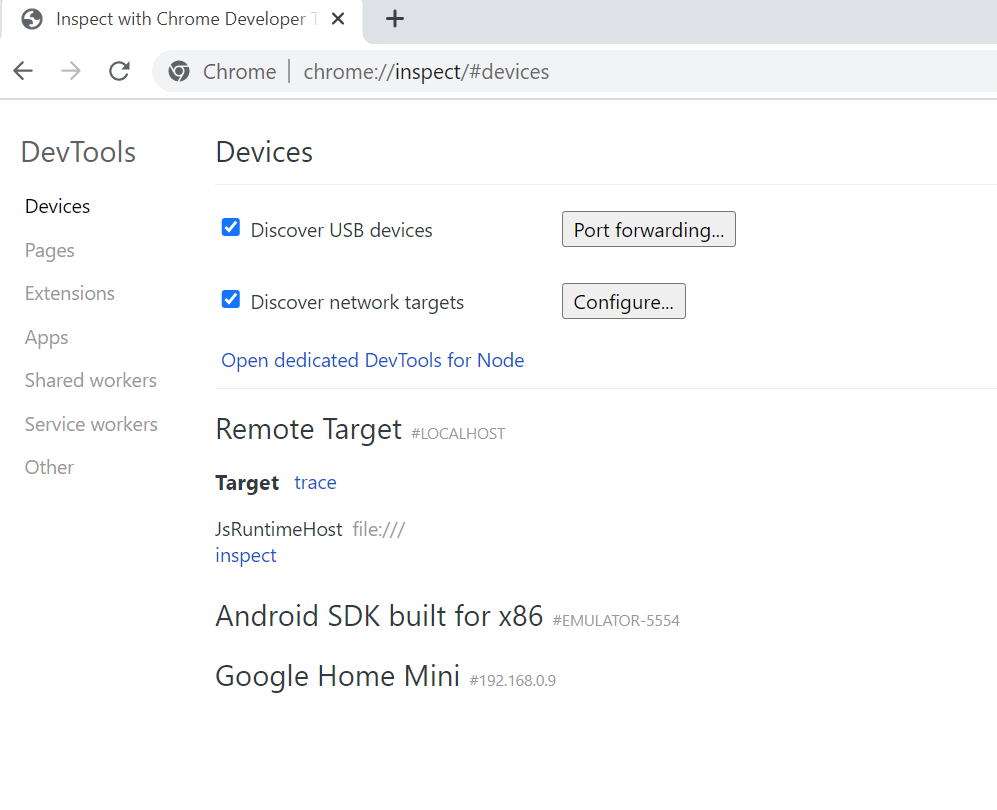 Inspect with Chrome Developer
Chrome | chrome://inspect/#devices
DevTools
Devices
Pages
Extensions
Apps
Shared workers
Service workers
Other
Devices
Discover USB devices Port forwarding...
Discover network targets Configure...
Open dedicated DevTools for Node
Remote Target #LOCALHOST
Target trace
JsRuntimeHost file:///
inspect
Android SDK built for x86 #EMULATOR-5554
Google Home Mini #192.168.0.9